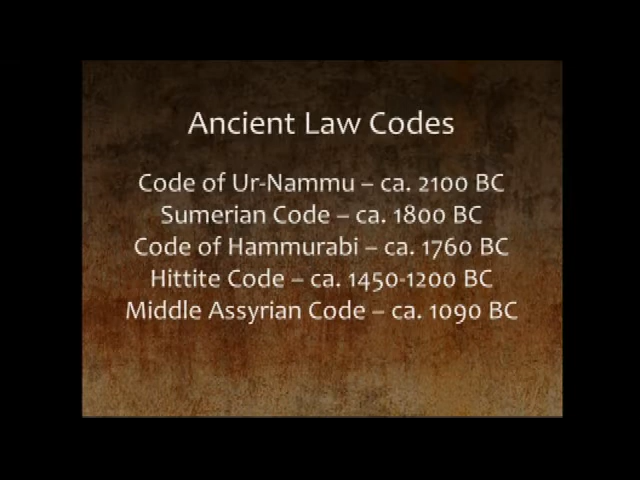 Ancient Law Codes
Code of Ur-Nammu – ca. 2100 BC
Sumerian Code – ca. 1800 BC
Code of Hammurabi – ca. 1760 BC
Hittite Code – ca. 1450-1200 BC
Middle Assyrian Code – ca. 1090 BC